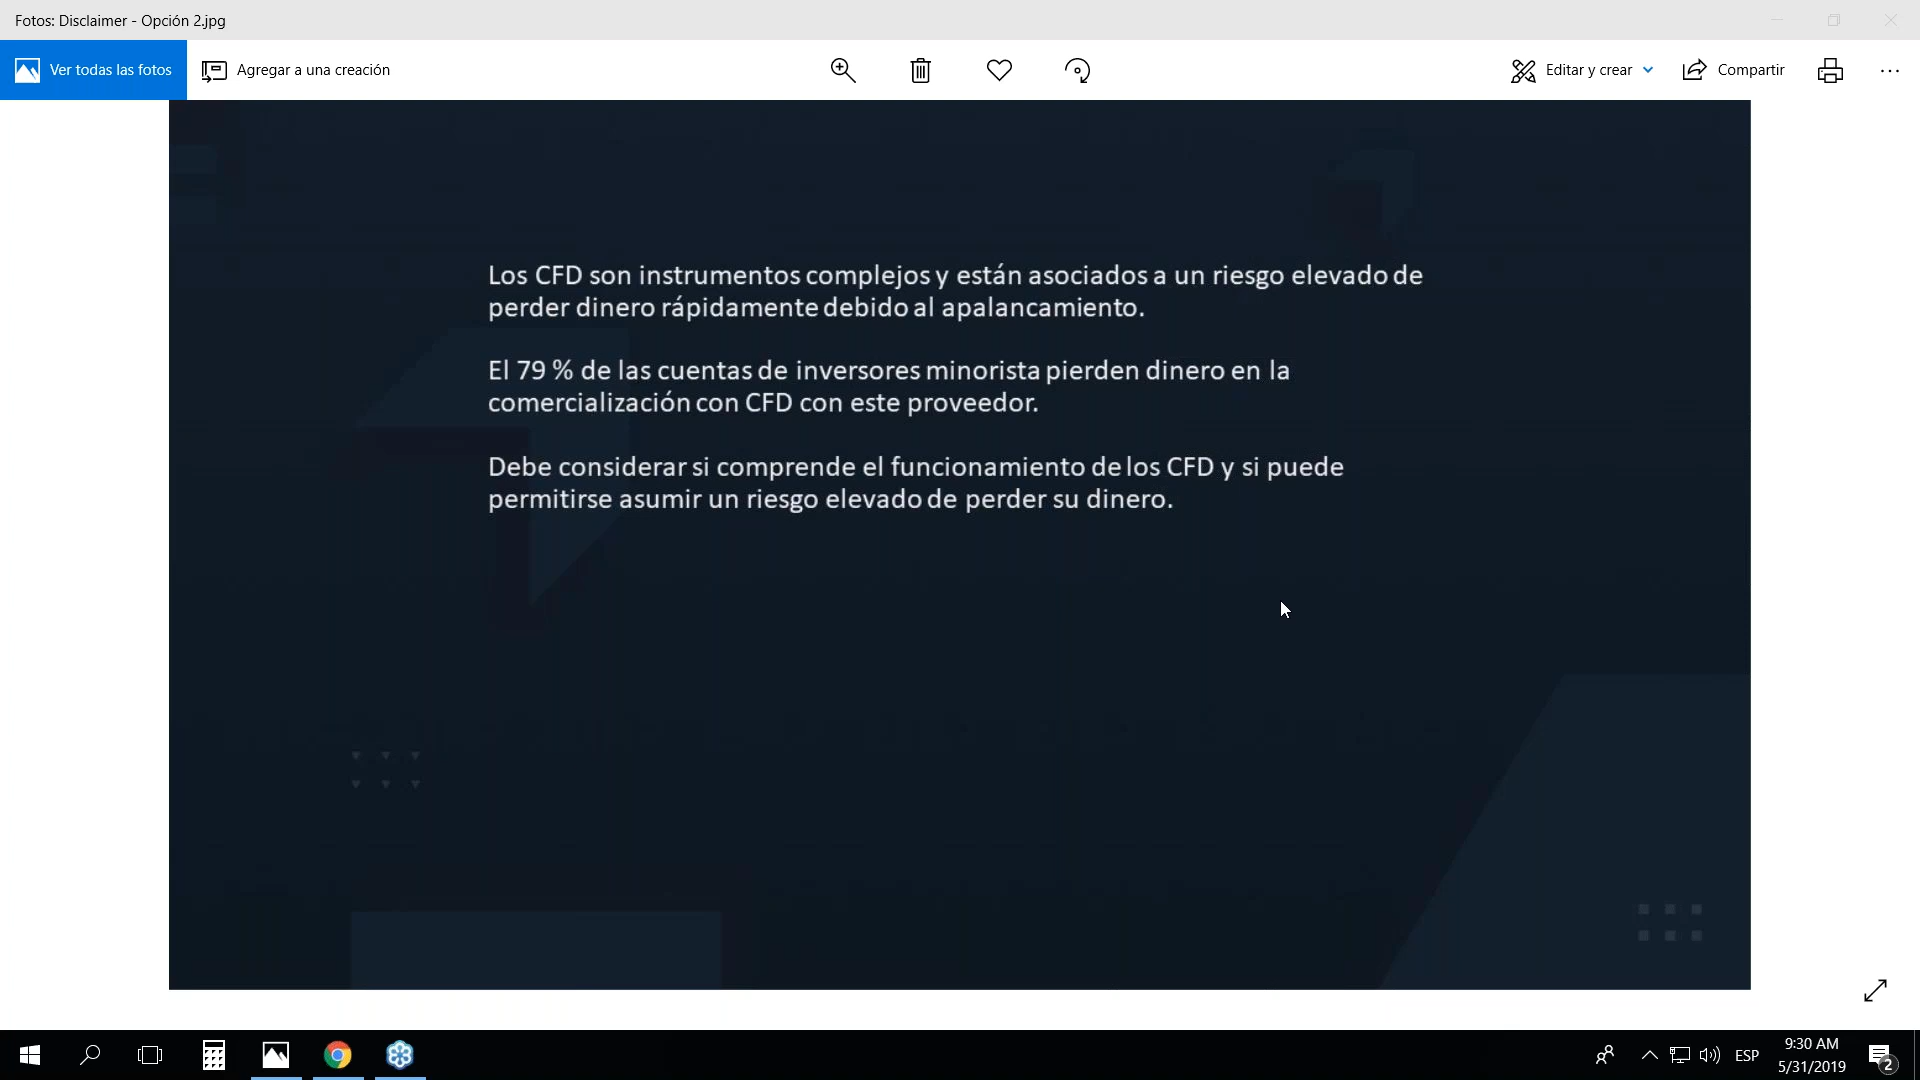 Fotos: Disclaimer - Opción 2.jpg
Ver todas las fotos
Agregar a una creación
Editar y crear
Compartir
Los CFD son instrumentos complejos y están asociados a un riesgo elevado de
perder dinero rápidamente debido al apalancamiento.
El 79 % de las cuentas de inversores minorista pierden dinero en la
comercialización con CFD con este proveedor.
Debe considerar si comprende el funcionamiento de los CFD y si puede
permitirse asumir un riesgo elevado de perder su dinero.
ESP
9:30 AM
5/31/2019
2